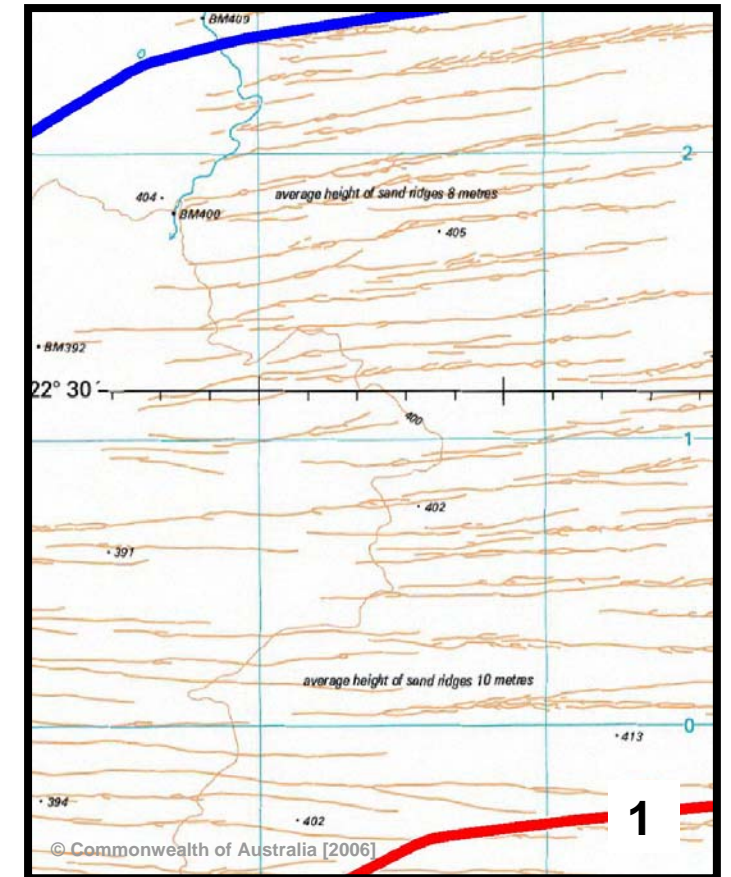 BM409
2
404
average height of sand ridges 8 metres
BM400
405
BM392
22° 30´
400
1
402
391
average height of sand ridges 10 metres
0
413
394
402
1
© Commonwealth of Australia [2006]